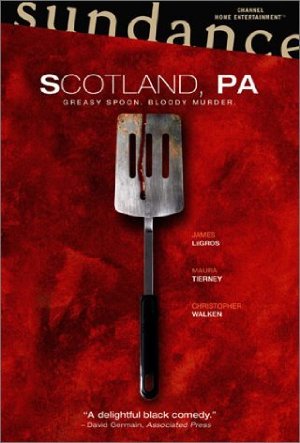 sundance
CHANNEL
HOME ENTERTAINMENT™
SCOTLAND, PA
GREASY SPOON. BLOODY MURDER.
JAMES
LeGROS
MAURA
TIERNEY
CHRISTOPHER
WALKEN
"A delightful black comedy."
- David Germain, Associated Press